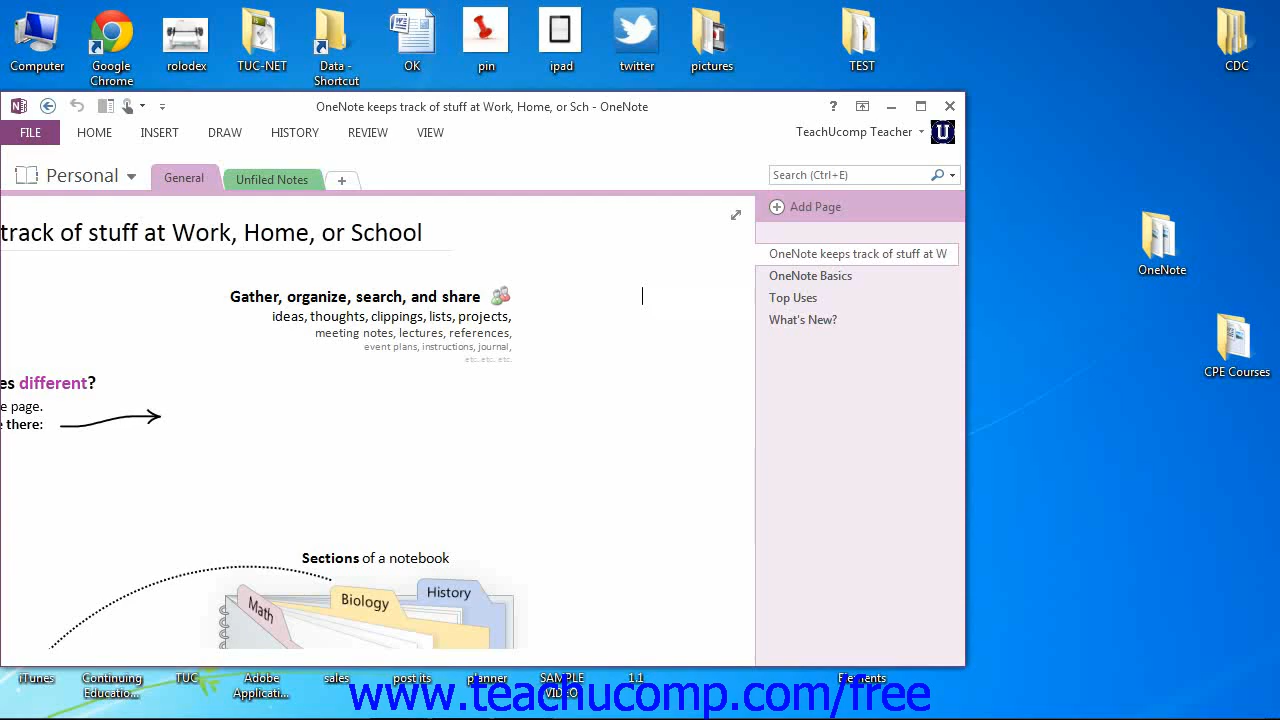 Computer
Google Chrome
rolodex
TUC-NET
Data - Shortcut
OK
pin
ipad
twitter
pictures
TEST
CDC
OneNote keeps track of stuff at Work, Home, or Sch - OneNote
?
FILE HOME INSERT DRAW HISTORY REVIEW VIEW
TeachUcomp Teacher
U
Personal
General
Unfiled Notes
+
Search (Ctrl+E)
Add Page
track of stuff at Work, Home, or School
OneNote keeps track of stuff at W
OneNote Basics
Top Uses
What's New?
Gather, organize, search, and share
ideas, thoughts, clippings, lists, projects,
meeting notes, lectures, references,
event plans, instructions, journal,
etc. etc. etc.
es different?
e page.
e there:
Sections of a notebook
Math
Biology
History
OneNote
CPE Courses
iTunes
Continuing Educatio...
TUC
Adobe Applicati...
sales
post its
planner
SAMPLE VIDEO
1.1
Elements
www.teachucomp.com/free